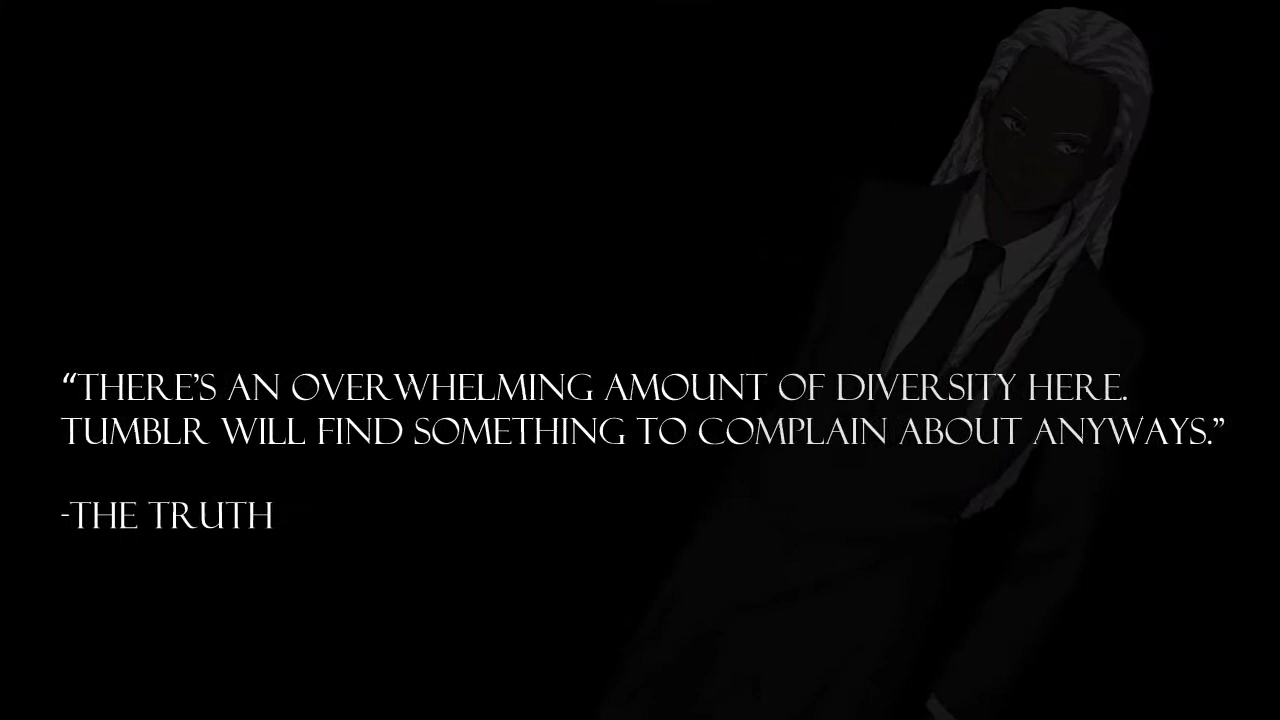 “THERE’S AN OVERWHELMING AMOUNT OF DIVERSITY HERE.
TUMBLR WILL FIND SOMETHING TO COMPLAIN ABOUT ANYWAYS.”
-THE TRUTH